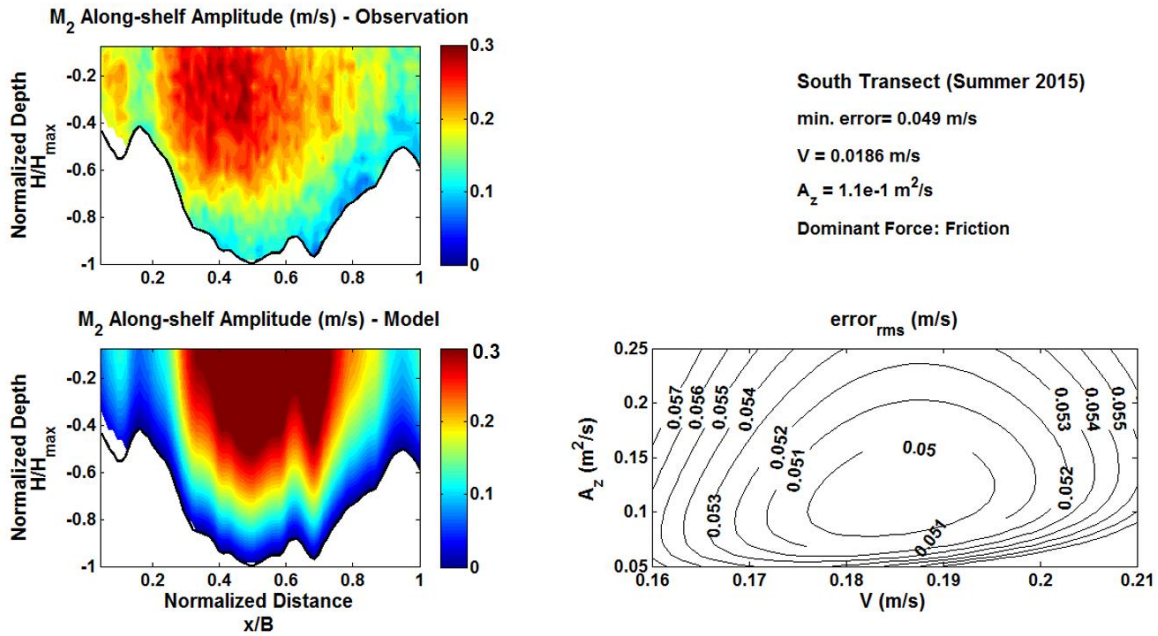 M2 Along-shelf Amplitude (m/s) - Observation
Normalized Depth
H/Hmax
-0.2
-0.4
-0.6
-0.8
-1
0.2 0.4 0.6 0.8 1
0.3
0.2
0.1
0
South Transect (Summer 2015)
min. error= 0.049 m/s
V = 0.0186 m/s
Az = 1.1e-1 m2/s
Dominant Force: Friction
M2 Along-shelf Amplitude (m/s) - Model
Normalized Depth
H/Hmax
-0.2
-0.4
-0.6
-0.8
-1
0.2 0.4 0.6 0.8 1
Normalized Distance
x/B
0.3
0.2
0.1
0
errorrms (m/s)
Az (m2/s)
0.25
0.2
0.15
0.1
0.05
0.16 0.17 0.18 0.19 0.2 0.21
V (m/s)
0.057
0.056
0.055
0.054
0.053
0.052
0.051
0.05
0.051
0.052
0.053
0.054
0.055